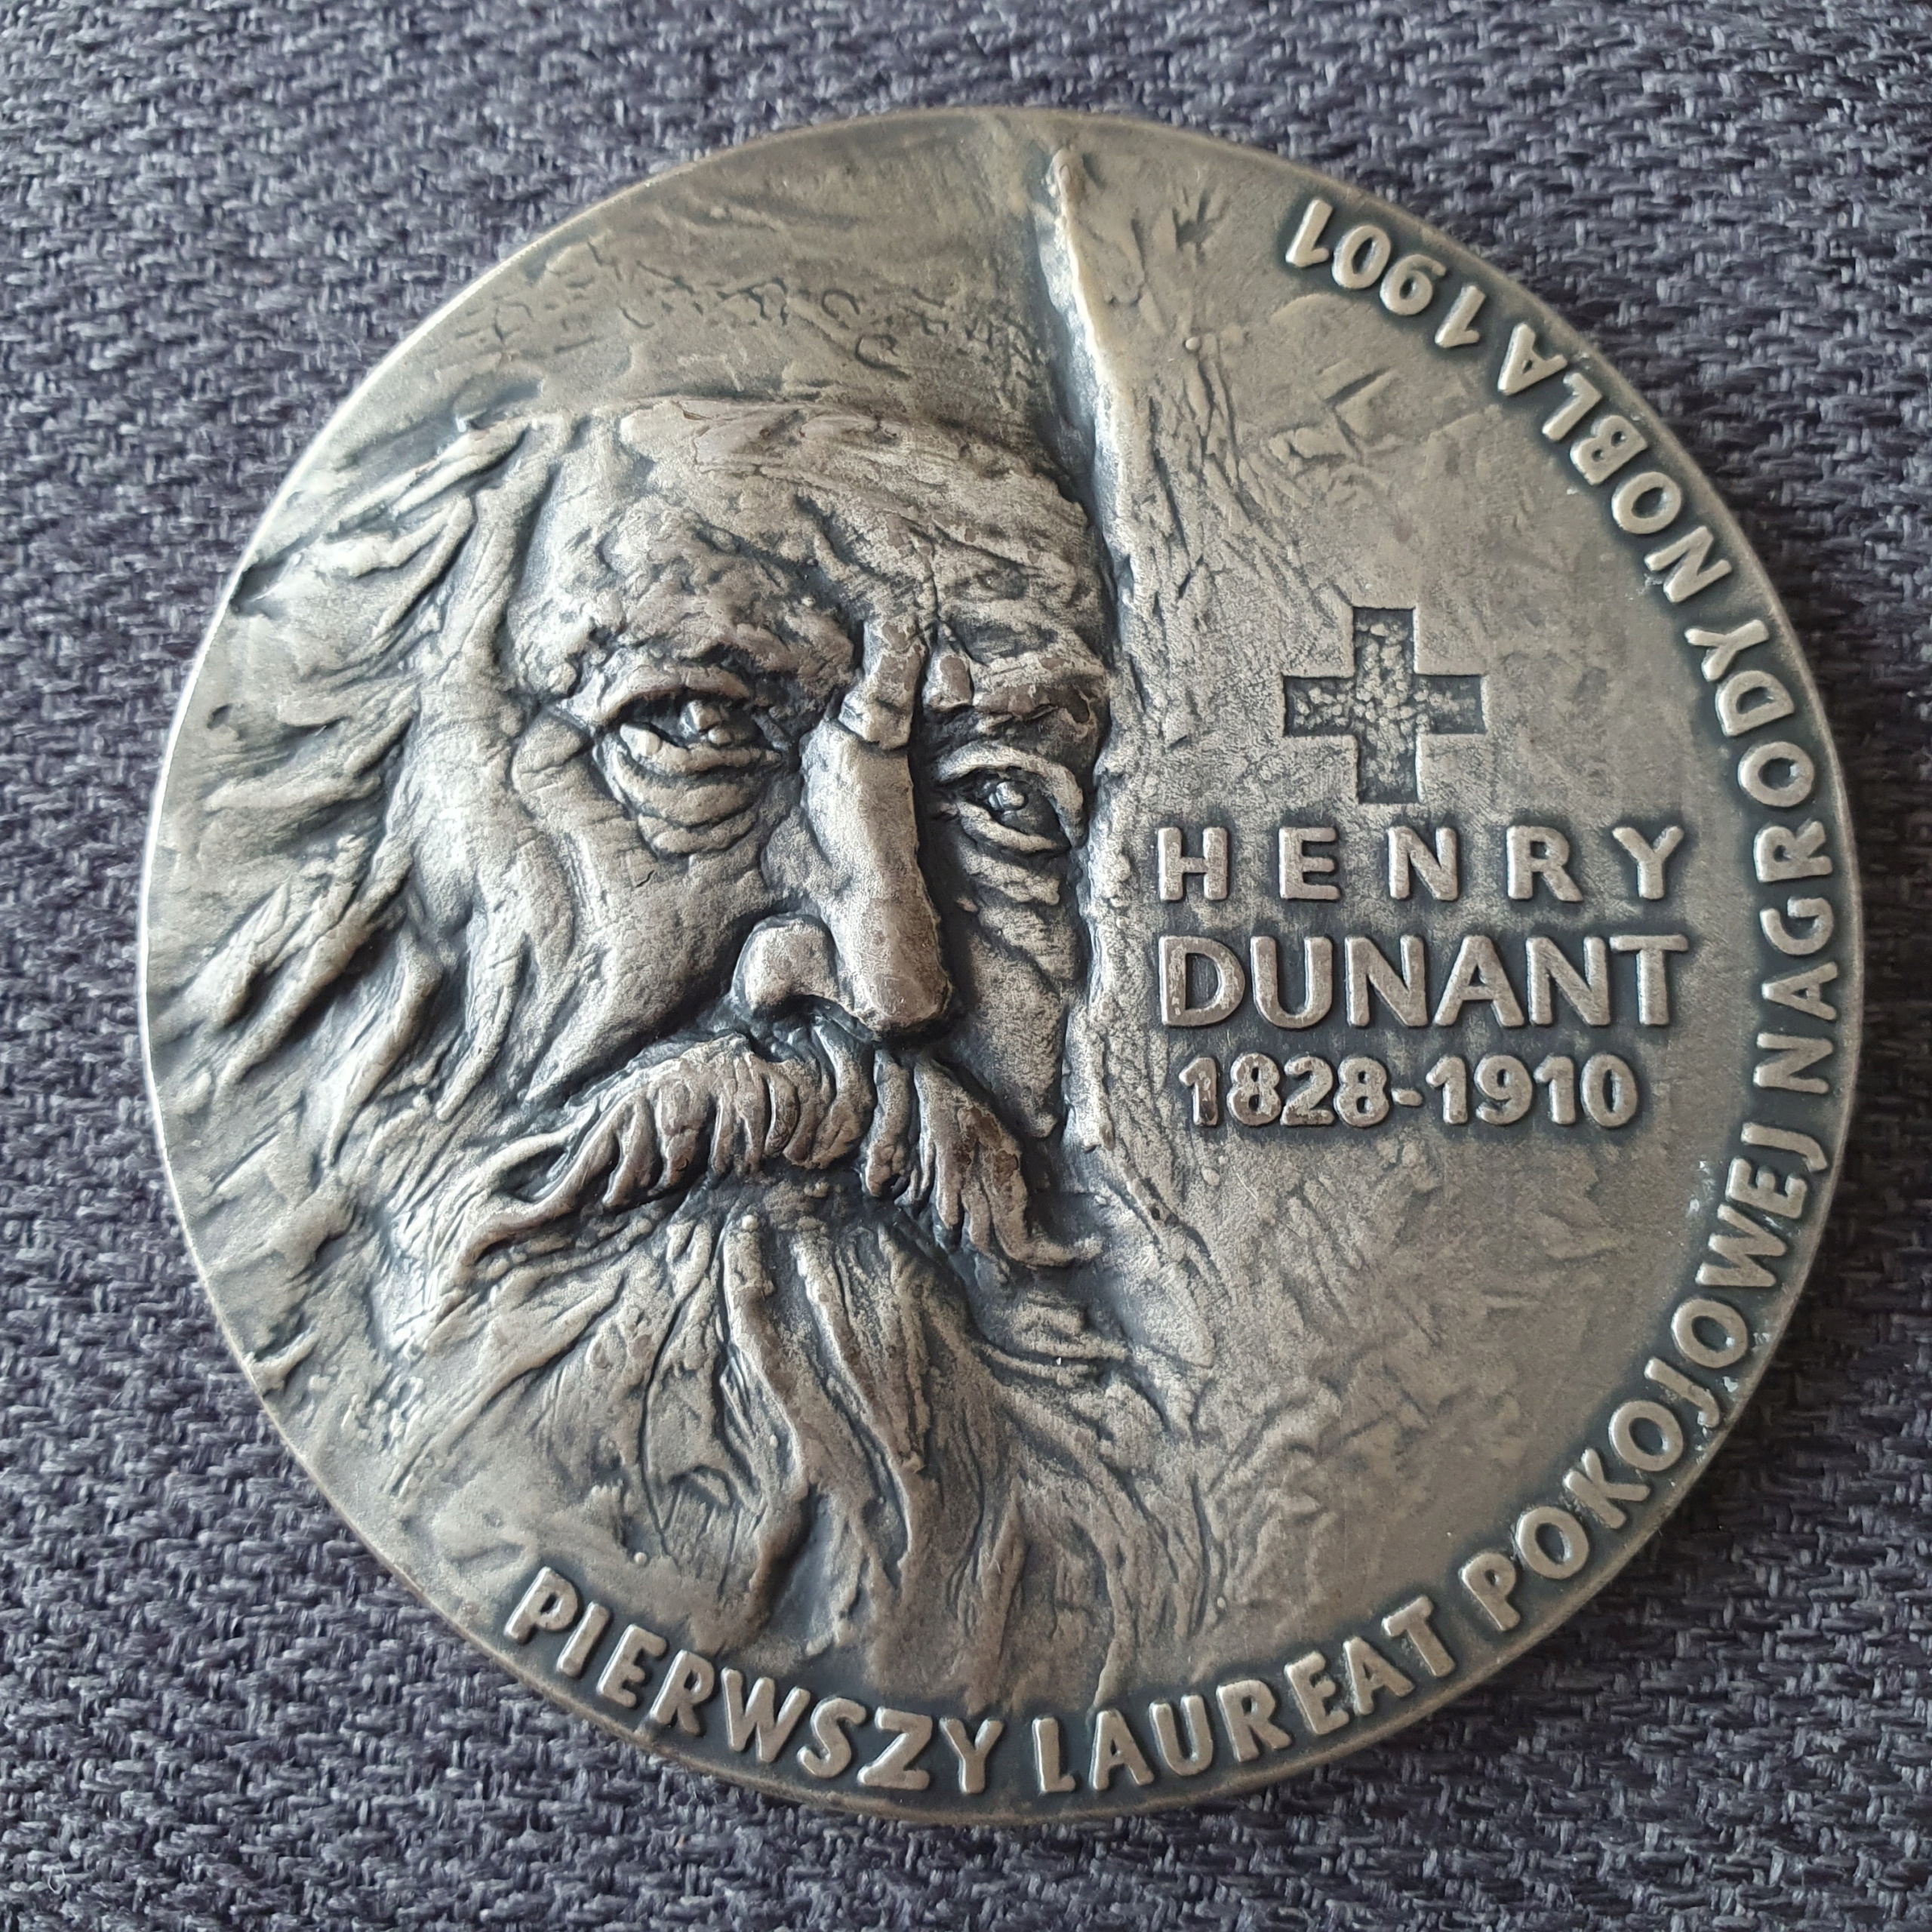 HENRY
DUNANT
1828-1910
PIERWSZY LAUREAT POKOJOWEJ NAGRODY NOBLA 1901